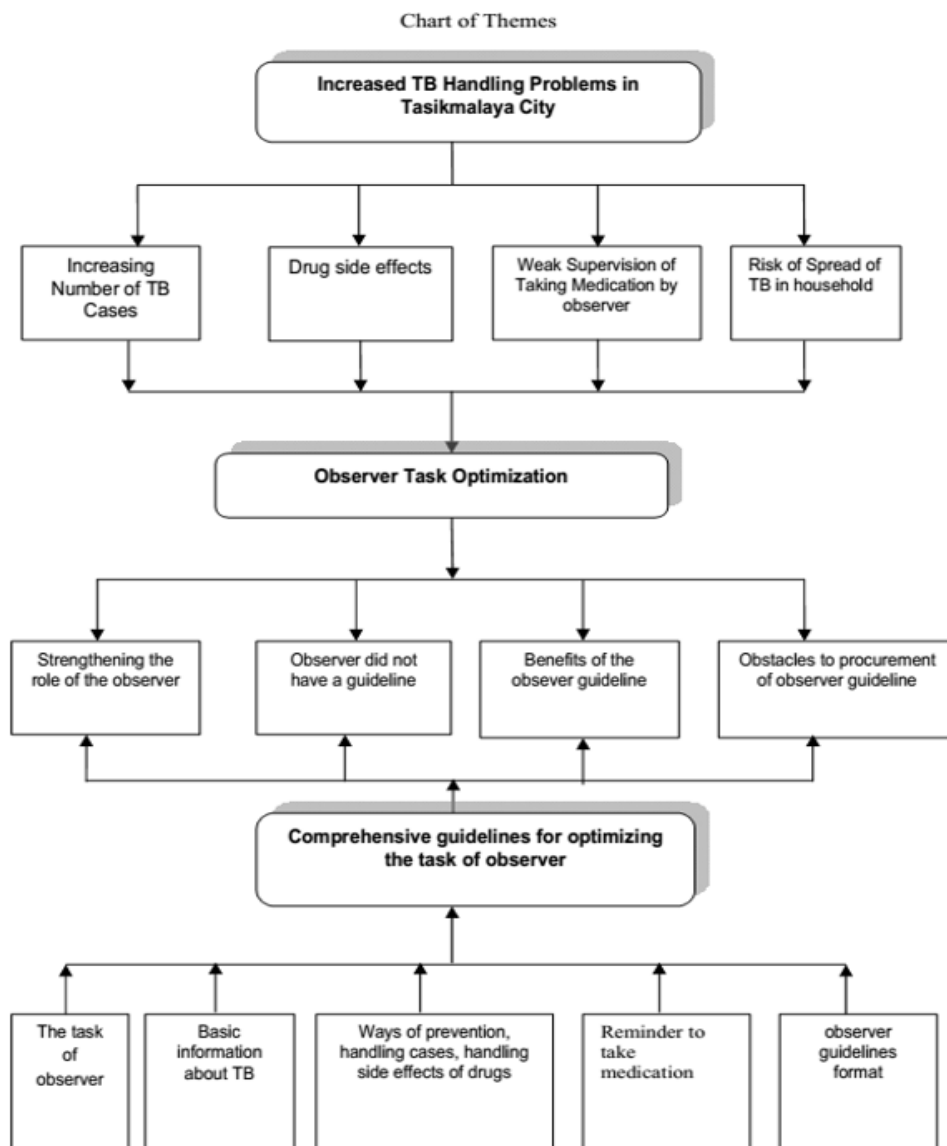 Chart of Themes
Increased TB Handling Problems in
Tasikmalaya City
Increasing
Number of TB
Cases
Drug side effects
Weak Supervision of
Taking Medication by
observer
Risk of Spread of
TB in household
Observer Task Optimization
Strengthening the
role of the observer
Observer did not
have a guideline
Benefits of the
obsever guideline
Obstacles to procurement
of observer guideline
Comprehensive guidelines for optimizing
the task of observer
The task
of
observer
Basic
information
about TB
Ways of prevention,
handling cases, handling
side effects of drugs
Reminder to
take
medication
observer
guidelines
format